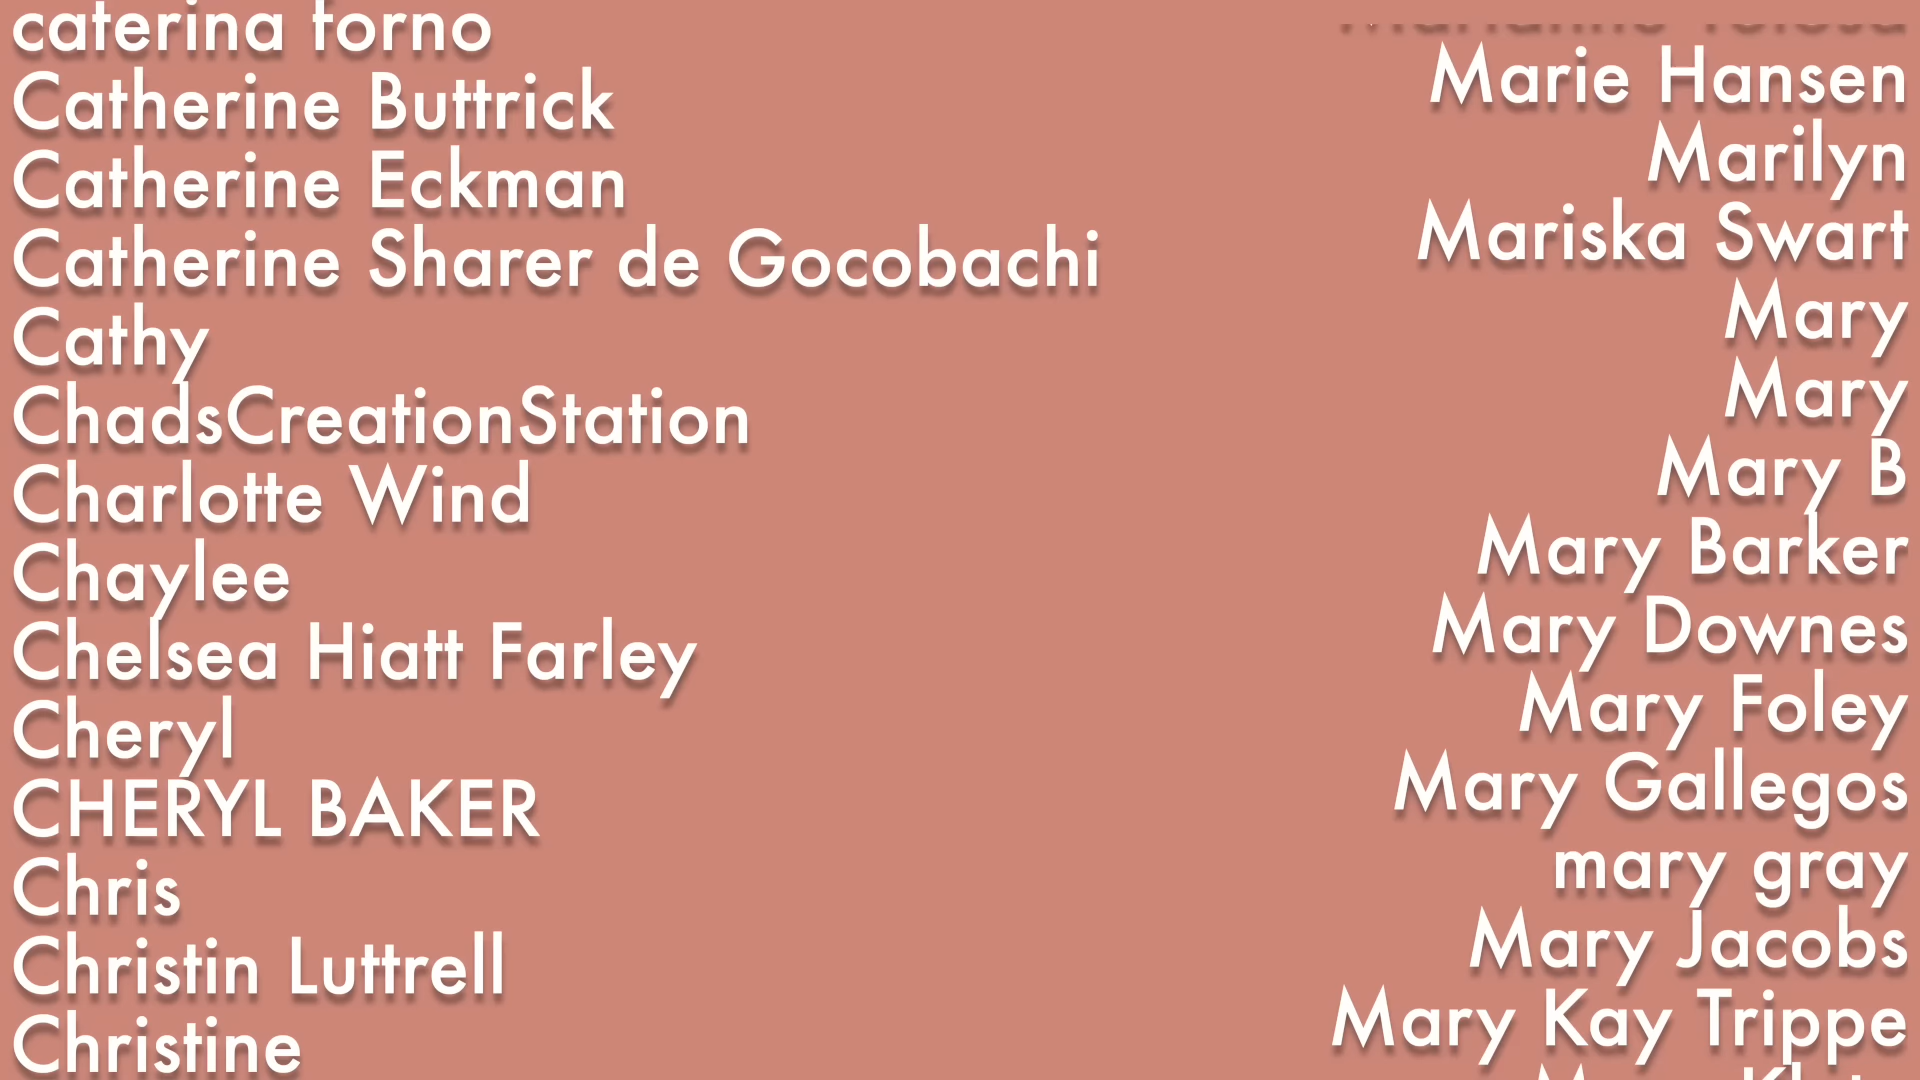 caterina forno
Catherine Buttrick
Catherine Eckman
Catherine Sharer de Gocobachi
Cathy
ChadsCreationStation
Charlotte Wind
Chaylee
Chelsea Hiatt Farley
Cheryl
CHERYL BAKER
Chris
Christin Luttrell
Christine
Marie Hansen
Marilyn
Mariska Swart
Mary
Mary
Mary B
Mary Barker
Mary Downes
Mary Foley
Mary Gallegos
mary gray
Mary Jacobs
Mary Kay Trippe